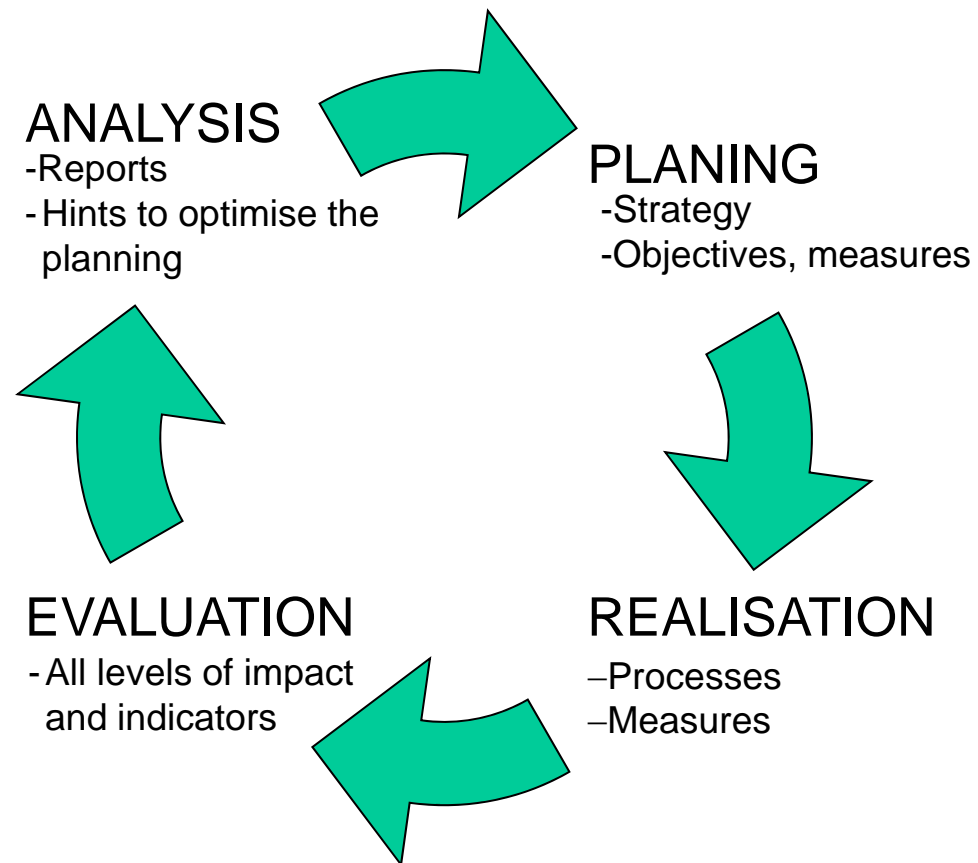 ANALYSIS
-Reports
-Hints to optimise the
planning
PLANING
-Strategy
-Objectives, measures
EVALUATION
-All levels of impact
and indicators
REALISATION
–Processes
–Measures